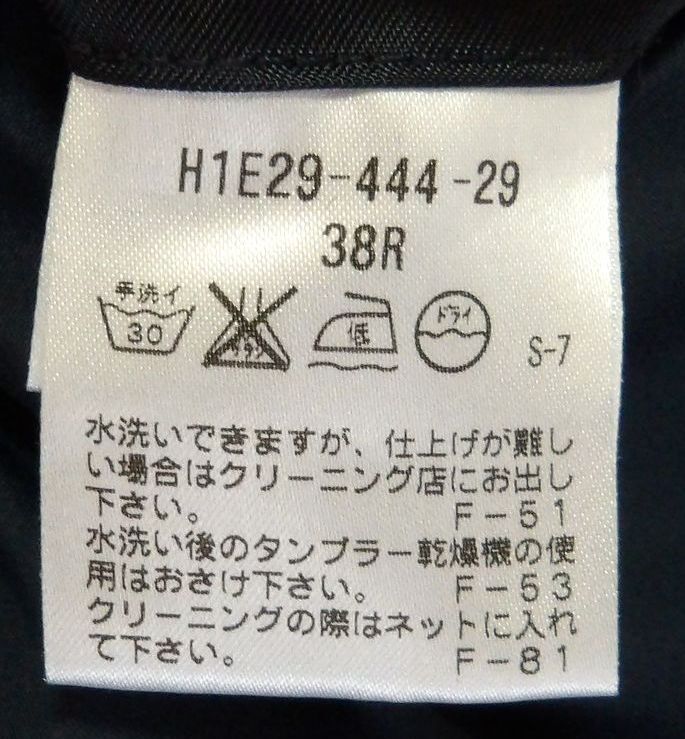 H1E29-444-29
38R
手洗イ
30
低
ドライ
S-7
水洗いできますが、仕上げが難し
い場合はクリーニング店にお出し
下さい。 F-51
水洗い後のタンブラー乾燥機の使
用はおさけ下さい。 F-53
クリーニングの際はネットに入れ
て下さい。 F-81